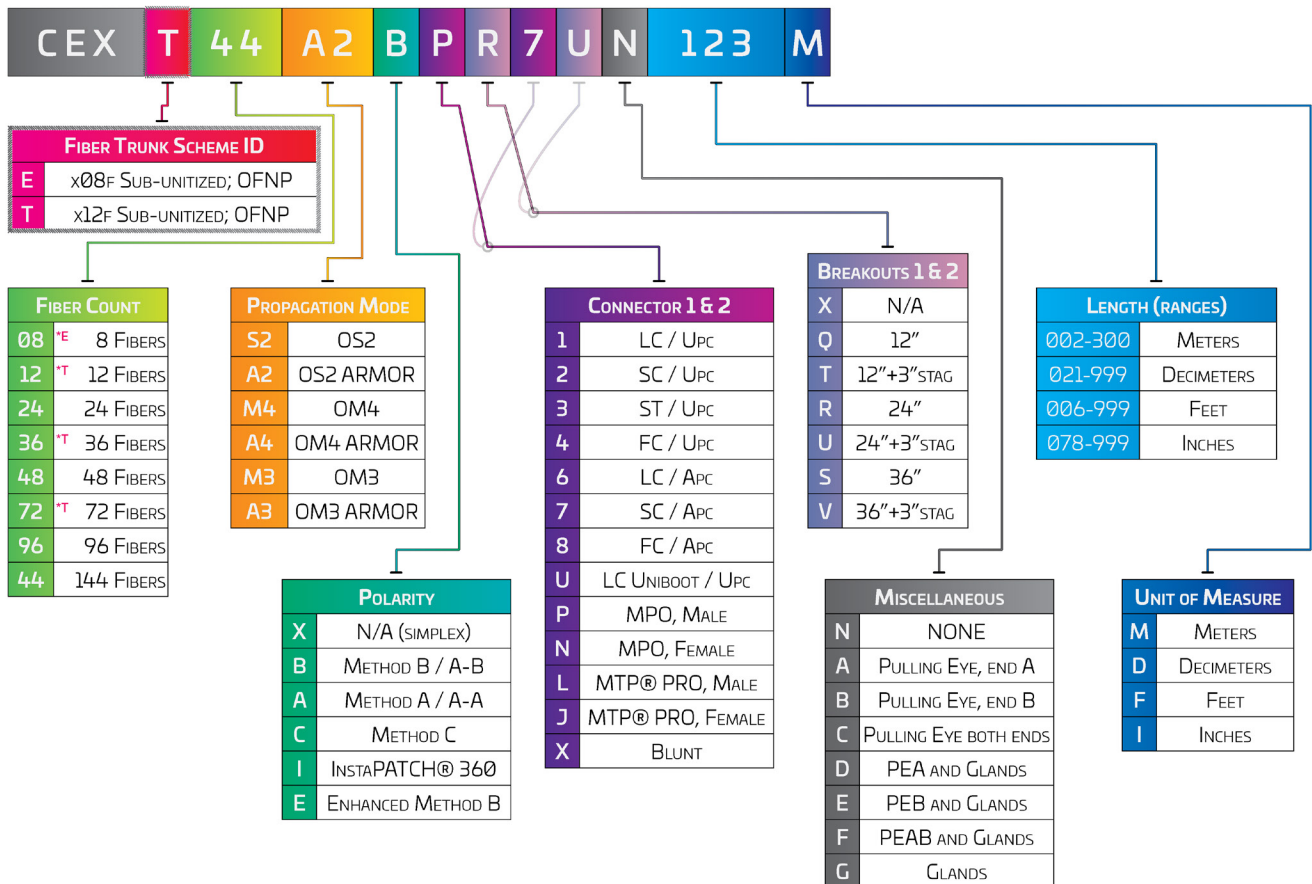 CEX T 44 A2 B P R 7 U N 123 M
FIBER TRUNK SCHEME ID
E x08F SUB-UNITIZED; OFNP
T x12F SUB-UNITIZED; OFNP
FIBER COUNT
08 *E 8 FIBERS
12 *T 12 FIBERS
24 24 FIBERS
36 *T 36 FIBERS
48 48 FIBERS
72 *T 72 FIBERS
96 96 FIBERS
44 144 FIBERS
PROPAGATION MODE
S2 OS2
A2 OS2 ARMOR
M4 OM4
A4 OM4 ARMOR
M3 OM3
A3 OM3 ARMOR
POLARITY
X N/A (SIMPLEX)
B METHOD B / A-B
A METHOD A / A-A
C METHOD C
I INSTAPATCH® 360
E ENHANCED METHOD B
CONNECTOR 1 & 2
1 LC / UPC
2 SC / UPC
3 ST / UPC
4 FC / UPC
6 LC / APC
7 SC / APC
8 FC / APC
U LC UNIBOOT / UPC
P MPO, MALE
N MPO, FEMALE
L MTP® PRO, MALE
J MTP® PRO, FEMALE
X BLUNT
BREAKOUTS 1 & 2
X N/A
Q 12"
T 12"+3"STAG
R 24"
U 24"+3"STAG
S 36"
V 36"+3"STAG
MISCELLANEOUS
N NONE
A PULLING EYE, END A
B PULLING EYE, END B
C PULLING EYE BOTH ENDS
D PEA AND GLANDS
E PEB AND GLANDS
F PEAB AND GLANDS
G GLANDS
LENGTH (RANGES)
002-300 METERS
021-999 DECIMETERS
006-999 FEET
078-999 INCHES
UNIT OF MEASURE
M METERS
D DECIMETERS
F FEET
I INCHES